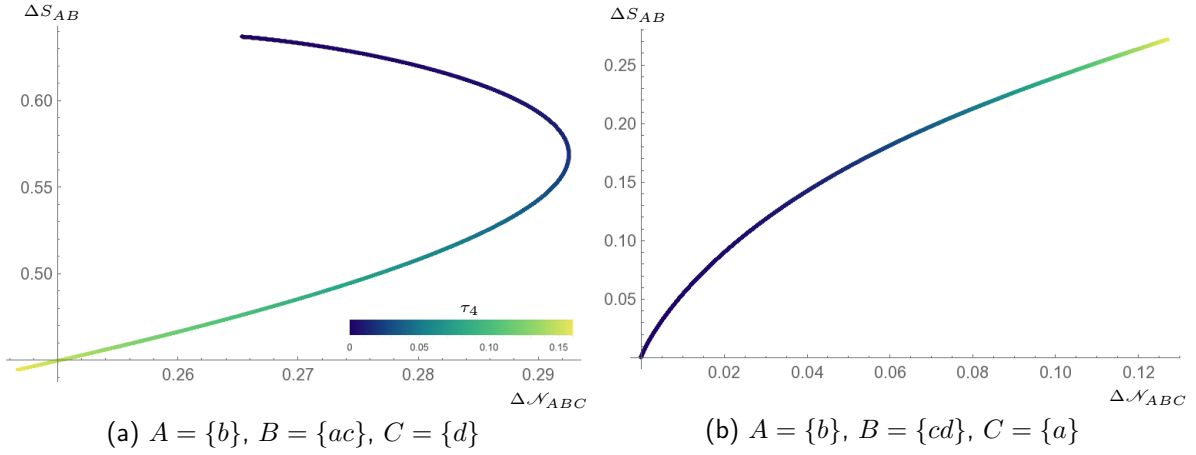 ΔS_AB
0.60
0.55
0.50
τ₄
0 0.05 0.10 0.15
0.26 0.27 0.28 0.29
Δ𝒩_ABC
(a) A = {b}, B = {ac}, C = {d}
ΔS_AB
0.25
0.20
0.15
0.10
0.05
0.02 0.04 0.06 0.08 0.10 0.12
Δ𝒩_ABC
(b) A = {b}, B = {cd}, C = {a}